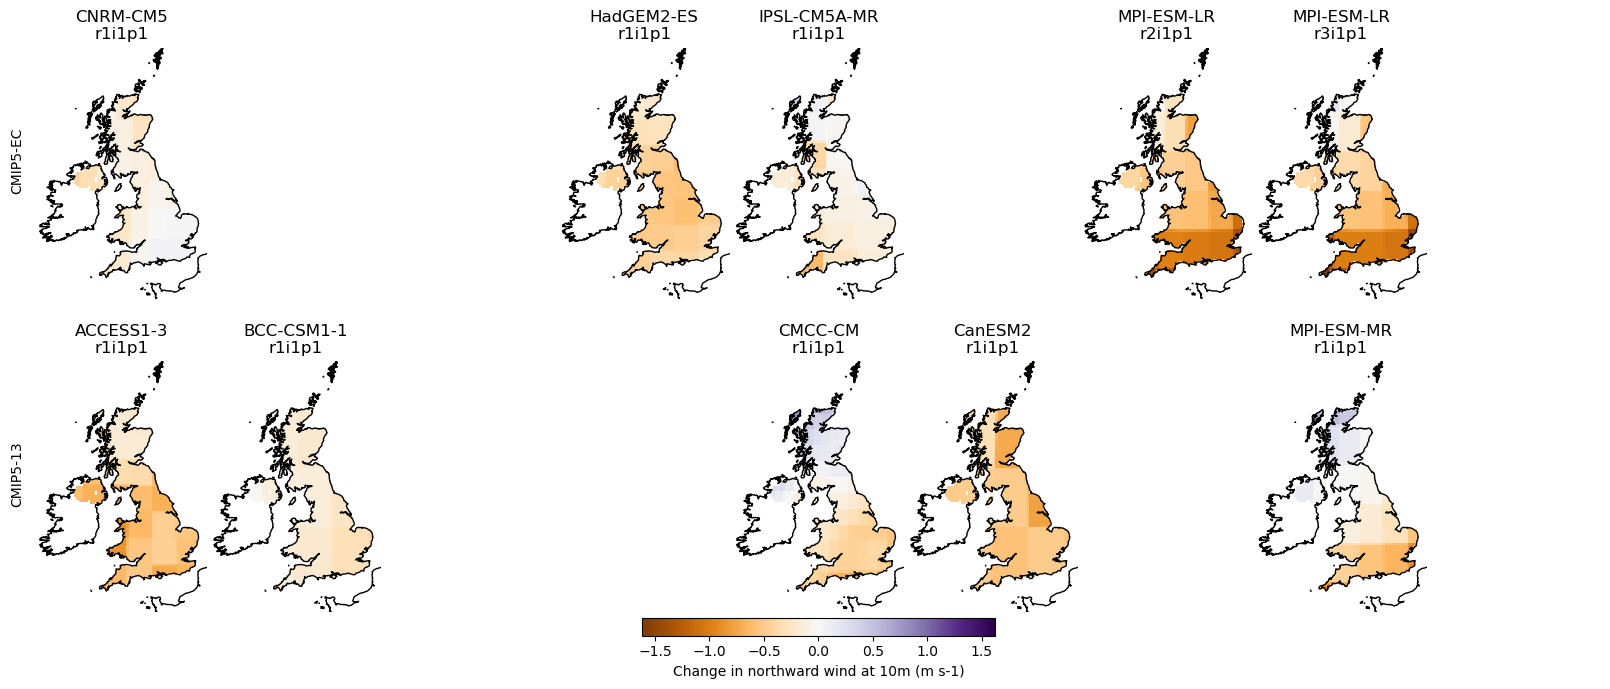 CNRM-CM5
r1i1p1
HadGEM2-ES
r1i1p1
IPSL-CM5A-MR
r1i1p1
MPI-ESM-LR
r2i1p1
MPI-ESM-LR
r3i1p1
CMIP5-EC
ACCESS1-3
r1i1p1
BCC-CSM1-1
r1i1p1
CMCC-CM
r1i1p1
CanESM2
r1i1p1
MPI-ESM-MR
r1i1p1
CMIP5-13
−1.5 −1.0 −0.5 0.0 0.5 1.0 1.5
Change in northward wind at 10m (m s-1)